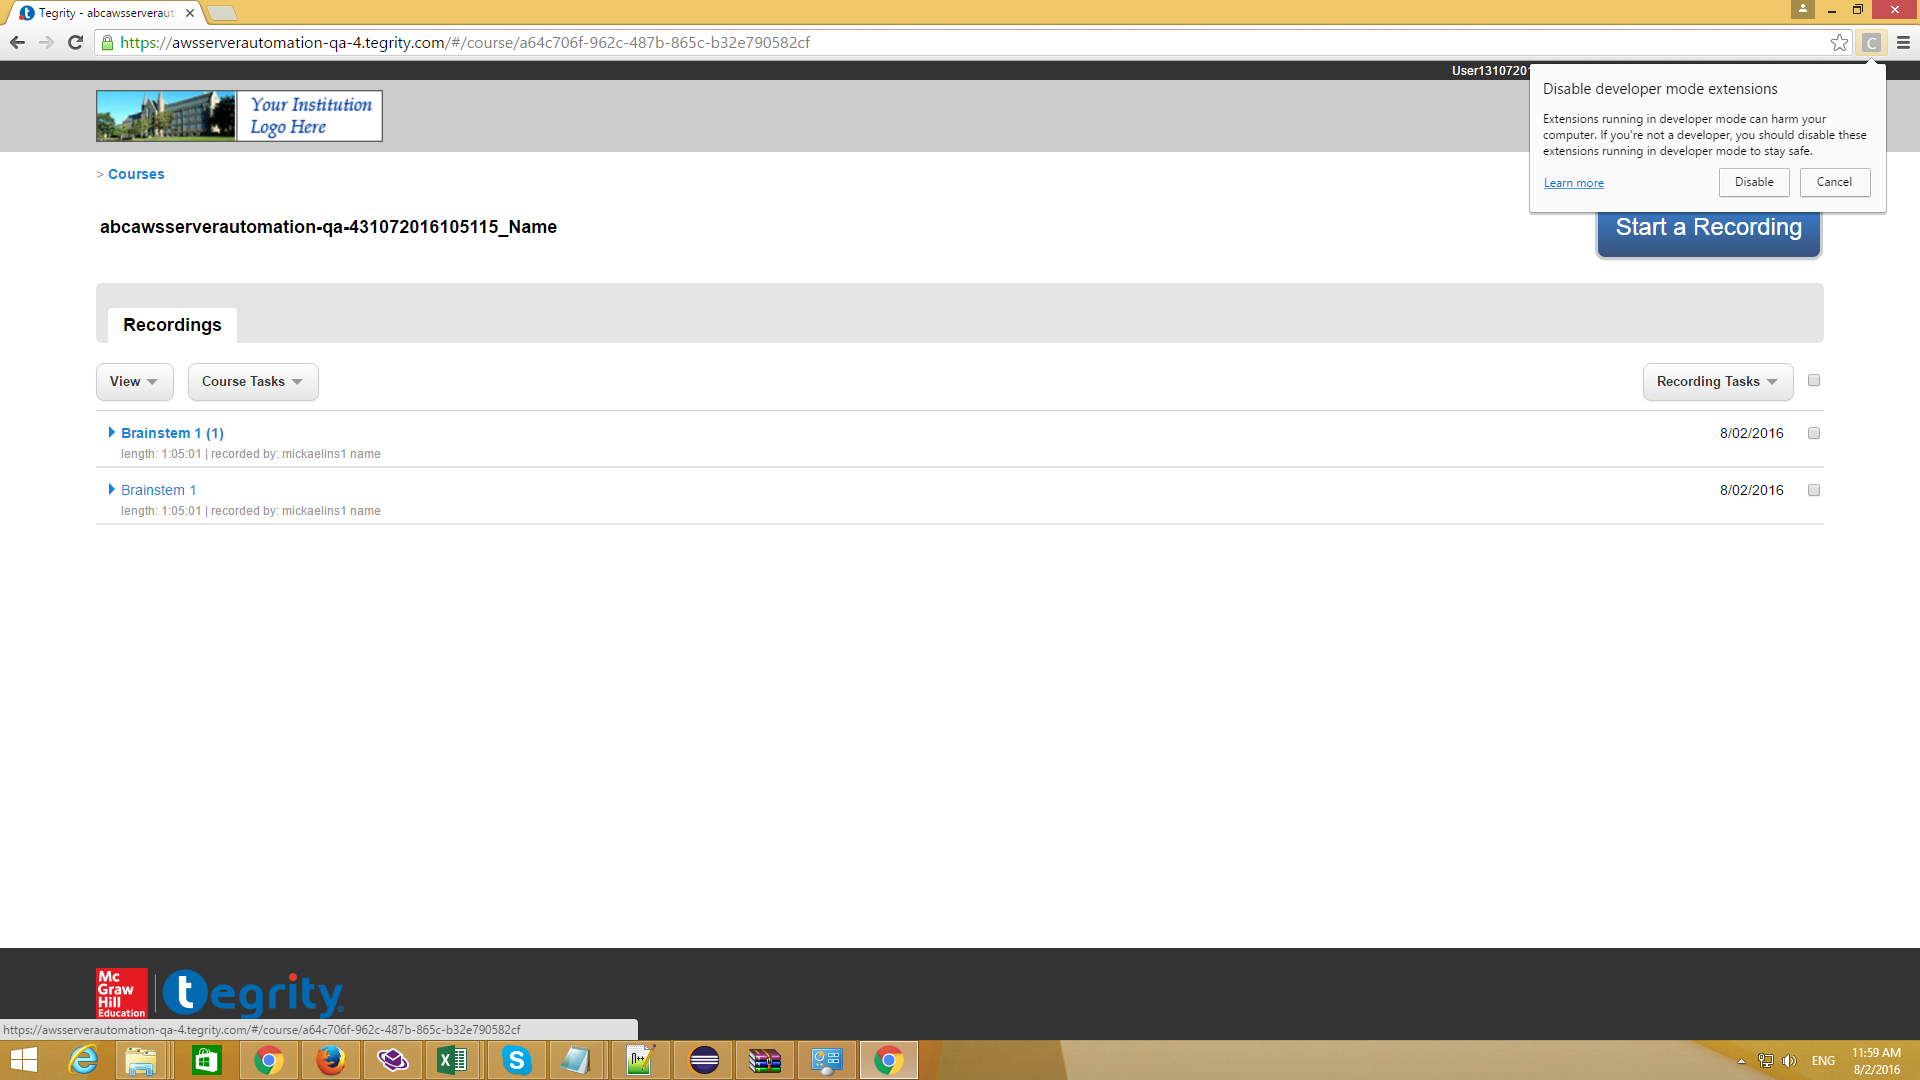 Tegrity - abcawsserveraut
https://awsserverautomation-qa-4.tegrity.com/#/course/a64c706f-962c-487b-865c-b32e790582cf
C
User1310720
Disable developer mode extensions
Extensions running in developer mode can harm your
computer. If you're not a developer, you should disable these
extensions running in developer mode to stay safe.
Learn more
Disable
Cancel
Your Institution
Logo Here
> Courses
abcawsserverautomation-qa-431072016105115_Name
Start a Recording
Recordings
View
Course Tasks
Recording Tasks
Brainstem 1 (1)
8/02/2016
length: 1:05:01 | recorded by: mickaelins1 name
Brainstem 1
8/02/2016
length: 1:05:01 | recorded by: mickaelins1 name
Mc
Graw
Hill
Education
tegrity
https://awsserverautomation-qa-4.tegrity.com/#/course/a64c706f-962c-487b-865c-b32e790582cf
ENG
11:59 AM
8/2/2016